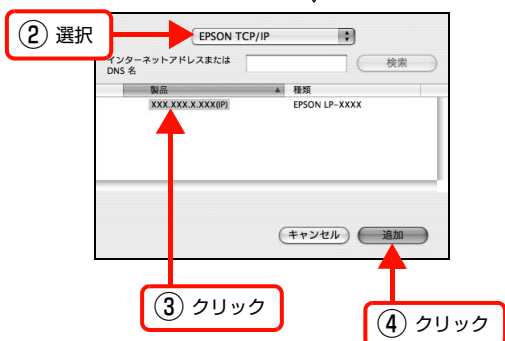 ② 選択
EPSON TCP/IP
インターネットアドレスまたは
DNS 名
検索
製品 種類
XXX.XXX.X.XXX(IP) EPSON LP-XXXX
キャンセル 追加
③ クリック
④ クリック